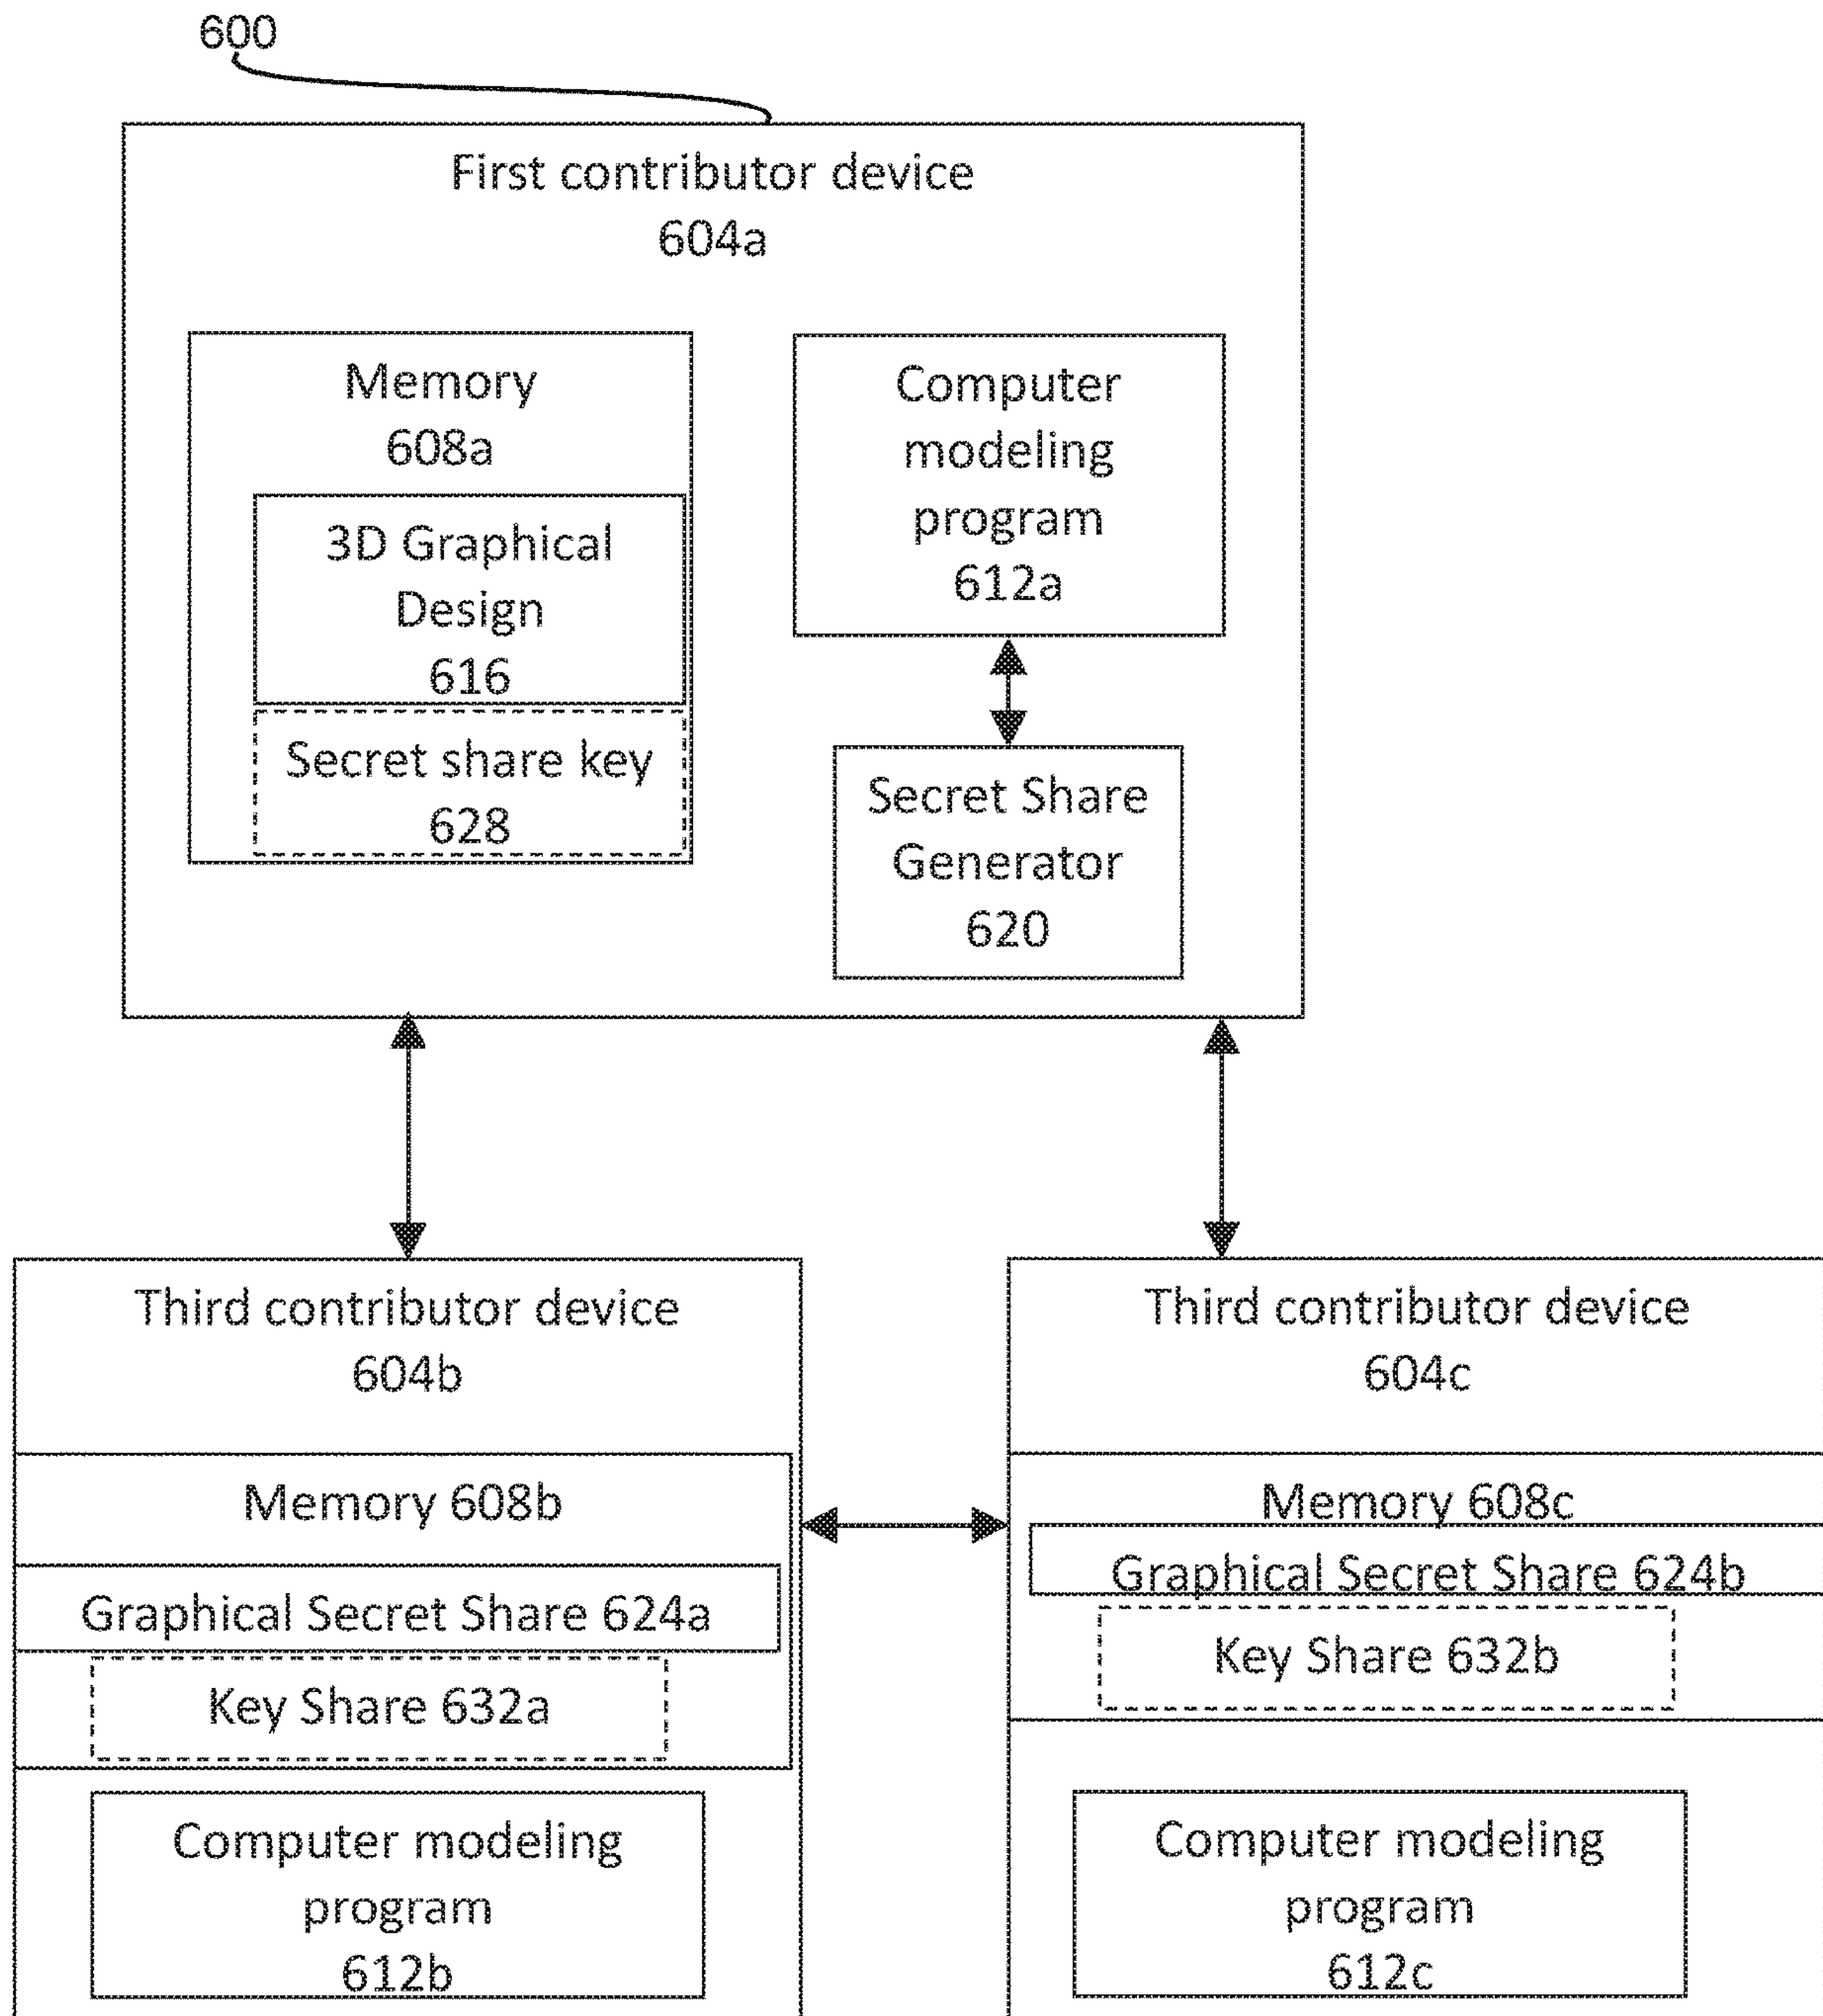 600
First contributor device
604a
Memory
608a
3D Graphical
Design
616
Secret share key
628
Computer
modeling
program
612a
Secret Share
Generator
620
Third contributor device
604b
Memory 608b
Graphical Secret Share 624a
Key Share 632a
Computer modeling
program
612b
Third contributor device
604c
Memory 608c
Graphical Secret Share 624b
Key Share 632b
Computer modeling
program
612c